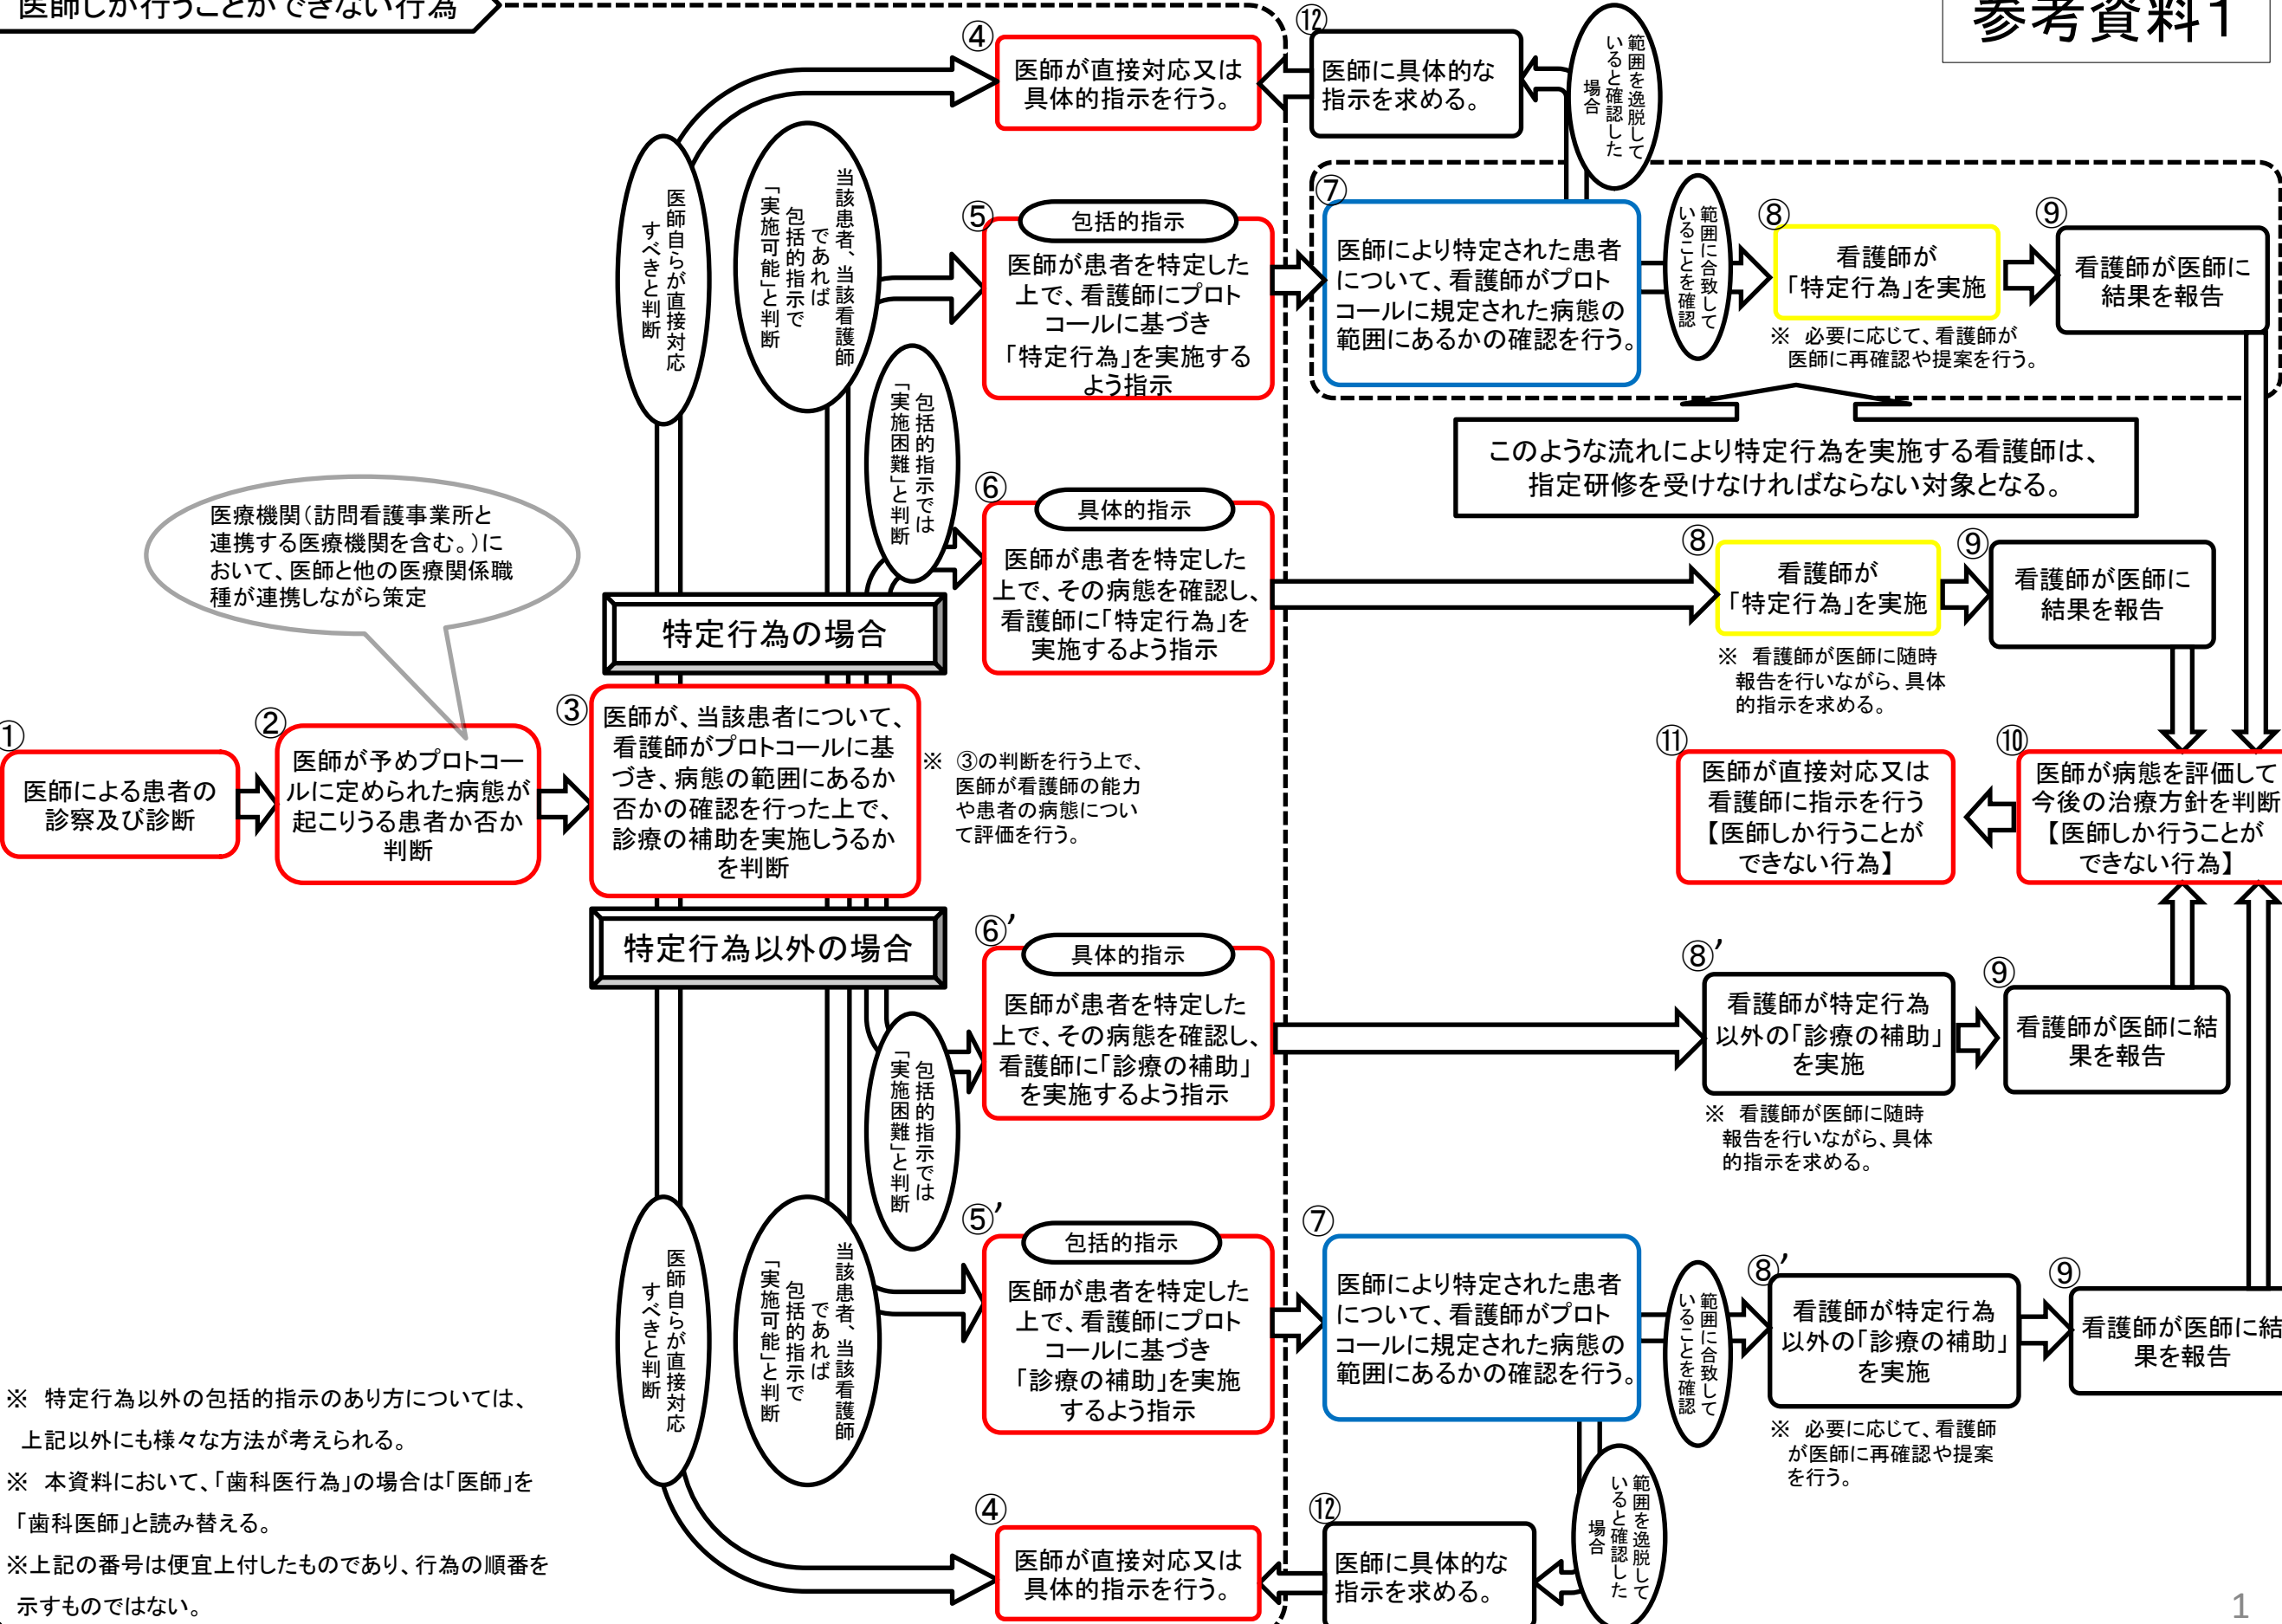 医師しか行うことができない行為
参考資料1
④
医師が直接対応又は
具体的指示を行う。
⑫
医師に具体的な
指示を求める。
範囲を逸脱して
いると確認した
場合
医師自らが直接対応
すべきと判断
当該患者、当該看護師
であれば
包括的指示で
「実施可能」と判断
⑤
包括的指示
医師が患者を特定した
上で、看護師にプロト
コールに基づき
「特定行為」を実施する
よう指示
⑦
医師により特定された患者
について、看護師がプロト
コールに規定された病態の
範囲にあるかの確認を行う。
範囲に合致して
いることを確認
⑧
看護師が
「特定行為」を実施
※ 必要に応じて、看護師が
医師に再確認や提案を行う。
⑨
看護師が医師に
結果を報告
このような流れにより特定行為を実施する看護師は、
指定研修を受けなければならない対象となる。
包括的指示では
「実施困難」と判断
⑥
具体的指示
医師が患者を特定した
上で、その病態を確認し、
看護師に「特定行為」を
実施するよう指示
⑧
看護師が
「特定行為」を実施
※ 看護師が医師に随時
報告を行いながら、具体
的指示を求める。
⑨
看護師が医師に
結果を報告
医療機関(訪問看護事業所と
連携する医療機関を含む。)に
おいて、医師と他の医療関係職
種が連携しながら策定
特定行為の場合
①
医師による患者の
診察及び診断
②
医師が予めプロトコー
ルに定められた病態が
起こりうる患者か否か
判断
③
医師が、当該患者について、
看護師がプロトコールに基
づき、病態の範囲にあるか
否かの確認を行った上で、
診療の補助を実施しうるか
を判断
※ ③の判断を行う上で、
医師が看護師の能力
や患者の病態につい
て評価を行う。
⑪
医師が直接対応又は
看護師に指示を行う
【医師しか行うことが
できない行為】
⑩
医師が病態を評価して
今後の治療方針を判断
【医師しか行うことが
できない行為】
特定行為以外の場合
⑥’
具体的指示
医師が患者を特定した
上で、その病態を確認し、
看護師に「診療の補助」
を実施するよう指示
⑧’
看護師が特定行為
以外の「診療の補助」
を実施
※ 看護師が医師に随時
報告を行いながら、具体
的指示を求める。
⑨
看護師が医師に結
果を報告
包括的指示では
「実施困難」と判断
医師自らが直接対応
すべきと判断
当該患者、当該看護師
であれば
包括的指示で
「実施可能」と判断
⑤’
包括的指示
医師が患者を特定した
上で、看護師にプロト
コールに基づき
「診療の補助」を実施
するよう指示
⑦
医師により特定された患者
について、看護師がプロト
コールに規定された病態の
範囲にあるかの確認を行う。
範囲に合致して
いることを確認
⑧’
看護師が特定行為
以外の「診療の補助」
を実施
※ 必要に応じて、看護師
が医師に再確認や提案
を行う。
⑨
看護師が医師に結
果を報告
範囲を逸脱して
いると確認した
場合
④
医師が直接対応又は
具体的指示を行う。
⑫
医師に具体的な
指示を求める。
※ 特定行為以外の包括的指示のあり方については、
上記以外にも様々な方法が考えられる。
※ 本資料において、「歯科医行為」の場合は「医師」を
「歯科医師」と読み替える。
※上記の番号は便宜上付したものであり、行為の順番を
示すものではない。
1